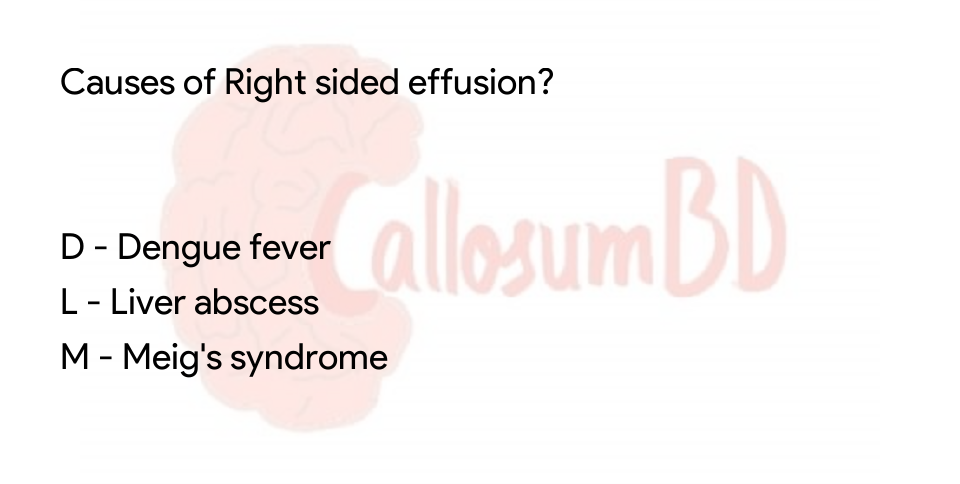 Causes of Right sided effusion?
CallosumBD
D - Dengue fever
L - Liver abscess
M - Meig's syndrome